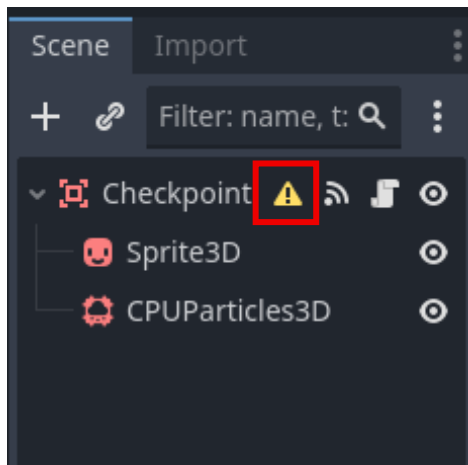 Scene Import
Filter: name, t:
Checkpoint
Sprite3D
CPUParticles3D